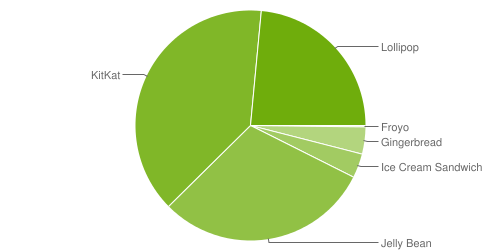 Lollipop
KitKat
Froyo
Gingerbread
Ice Cream Sandwich
Jelly Bean